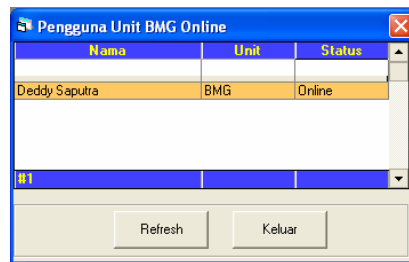 Pengguna Unit BMG Online
Nama Unit Status
Deddy Saputra BMG Online
#1
Refresh Keluar